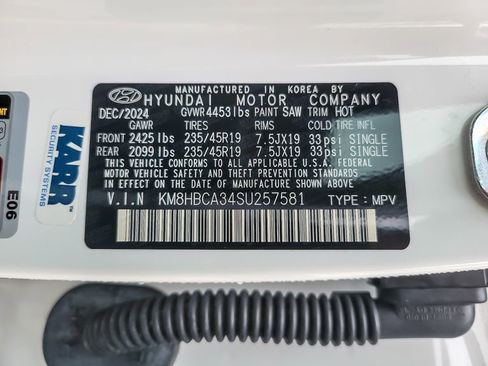 MANUFACTURED IN KOREA BY
HYUNDAI MOTOR COMPANY
DEC/2024 GVWR4453lbs PAINT SAW TRIM HOT
GAWR TIRES RIMS COLD TIRE INFL
FRONT 2425lbs 235/45R19 7.5JX19 33psi SINGLE
REAR 2099lbs 235/45R19 7.5JX19 33psi SINGLE
THIS VEHICLE CONFORMS TO ALL APPLICABLE U.S.A. FEDERAL
MOTOR VEHICLE SAFETY BUMPER, AND THEFT PREVENTION
STANDARDS IN EFFECT ON THE DATE OF MANUFACTURE SHOWN ABOVE.
V.I.N KM8HBCA34SU257581 TYPE: MPV
KARR
SECURITY SYSTEMS
E06